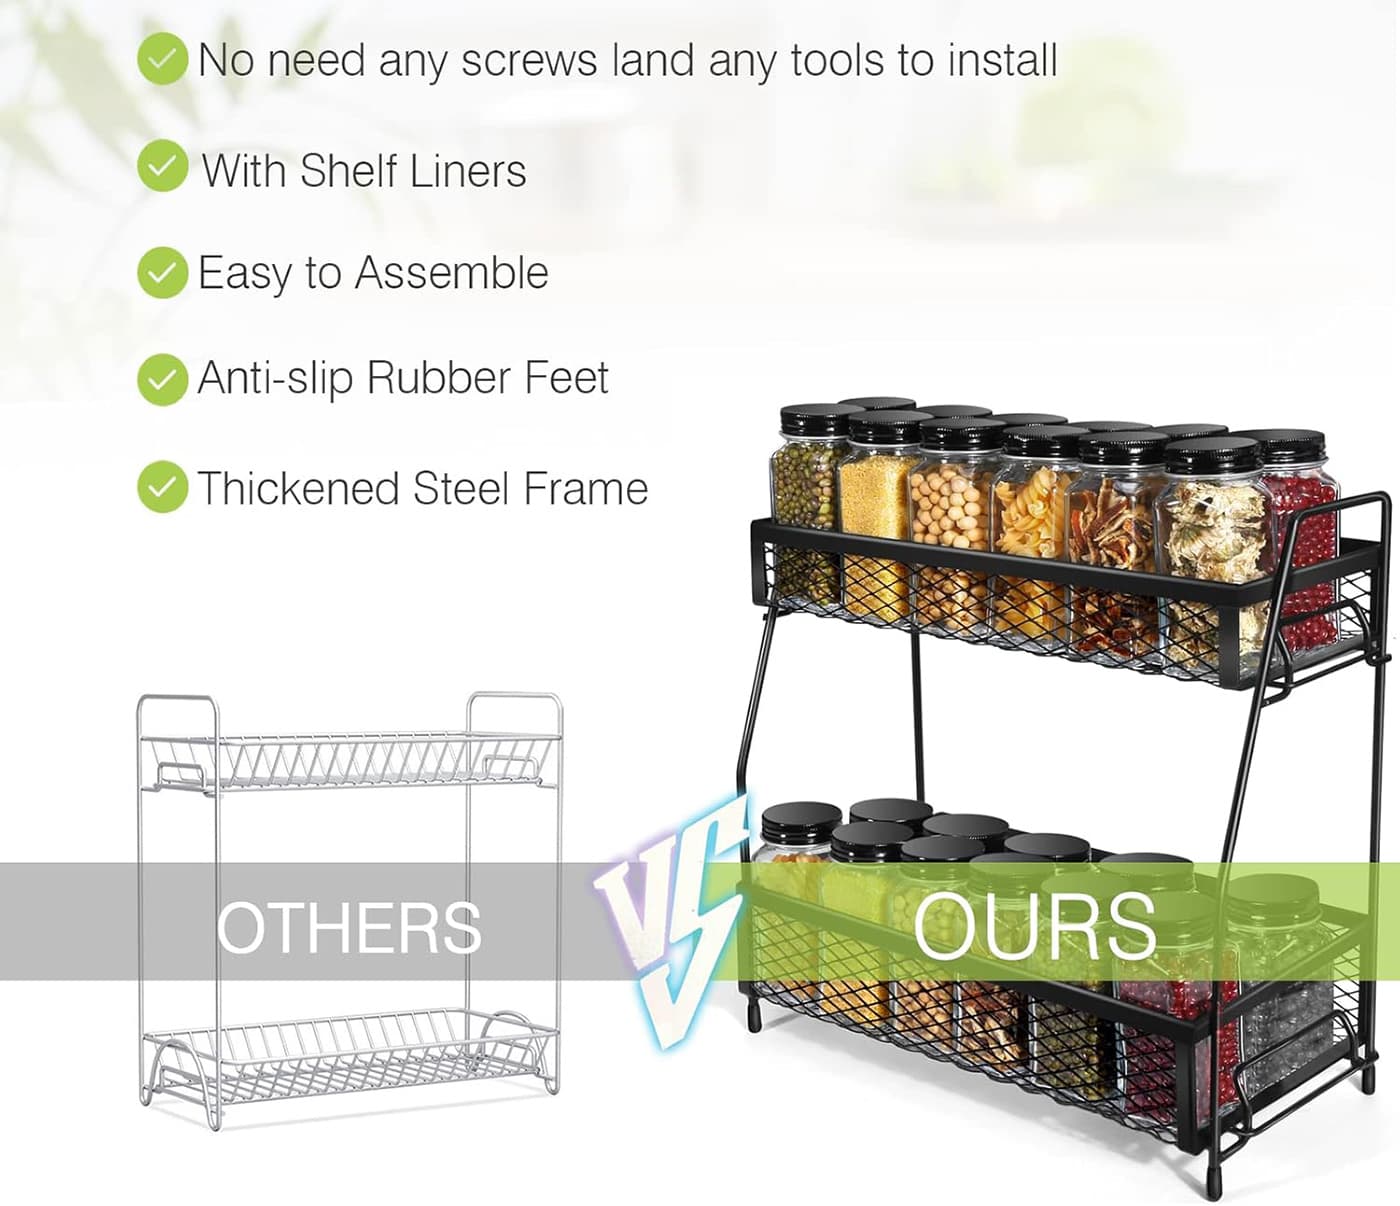 No need any screws land any tools to install
With Shelf Liners
Easy to Assemble
Anti-slip Rubber Feet
Thickened Steel Frame
VS
OTHERS
OURS